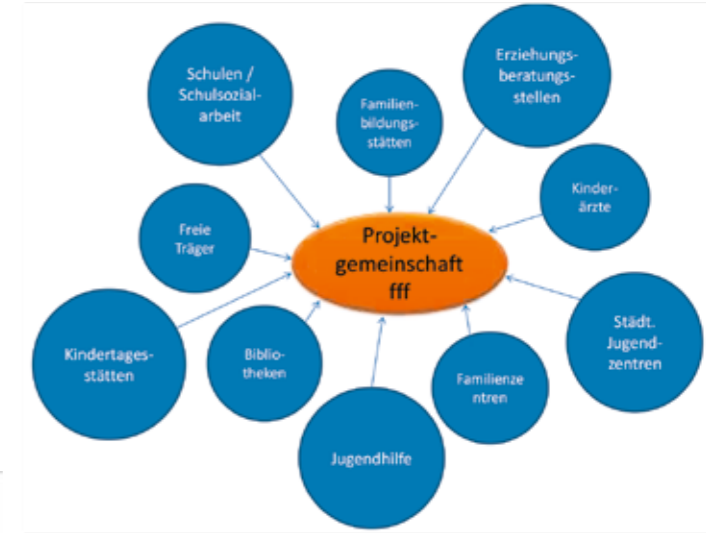 Schulen /
Schulsozial-
arbeit
Familien-
bildungs-
stätten
Erziehungs-
beratungs-
stellen
Kinder-
ärzte
Freie
Träger
Projekt-
gemeinschaft
fff
Städt.
Jugend-
zentren
Kindertages-
stätten
Biblio-
theken
Familienze
ntren
Jugendhilfe